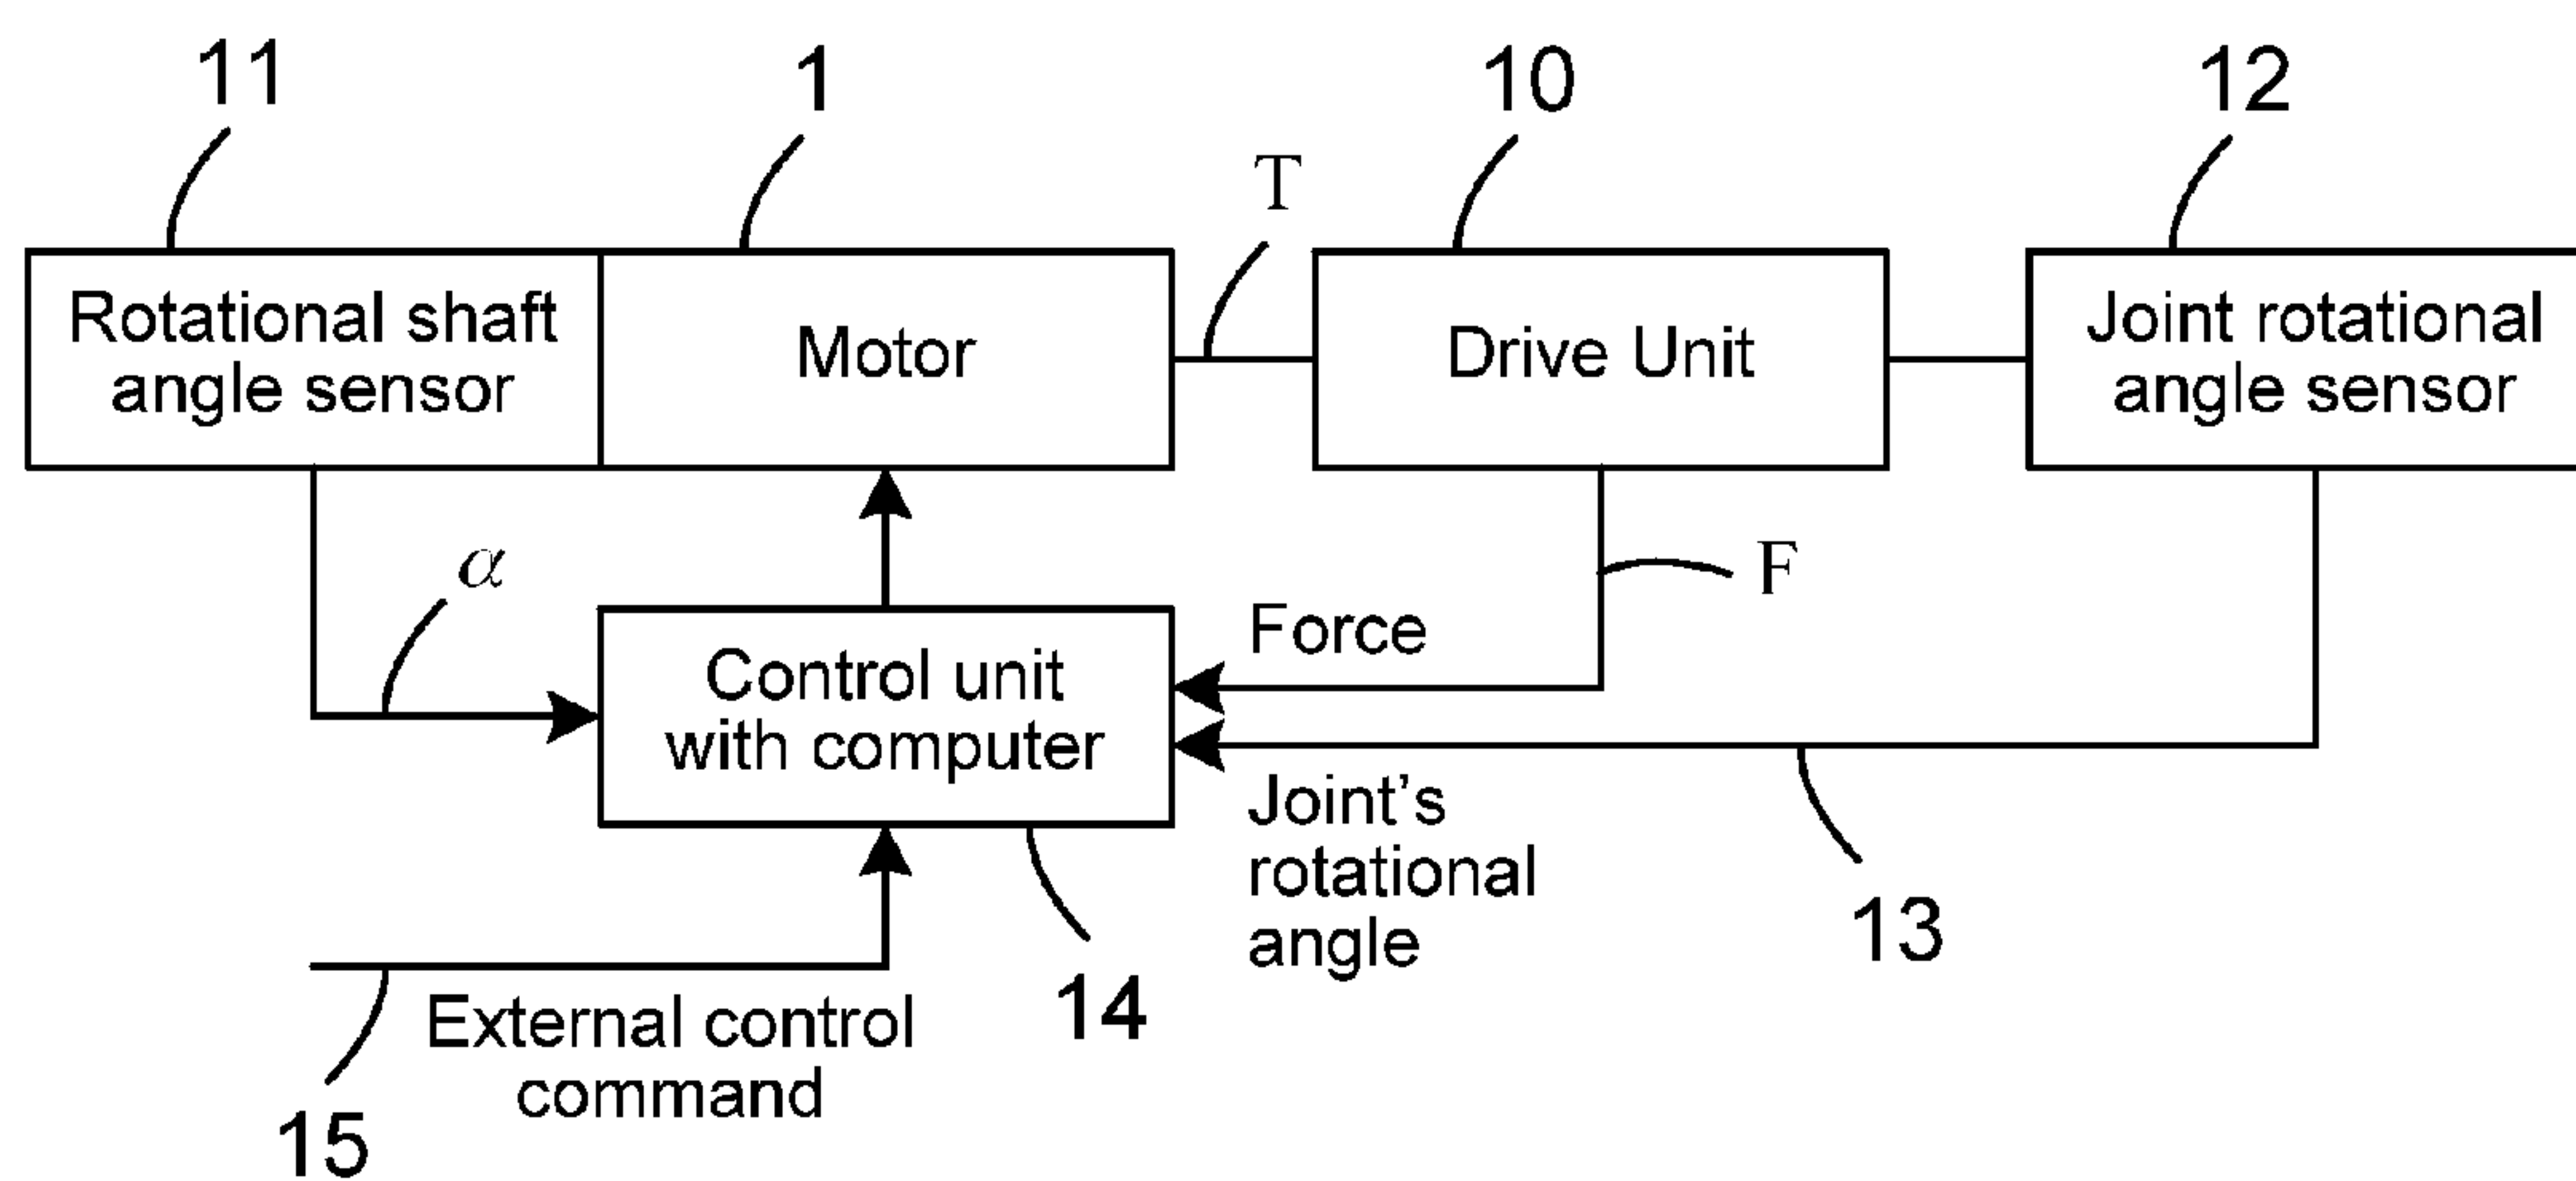 11
1
10
12
T
Rotational shaft
angle sensor
Motor
Drive Unit
Joint rotational
angle sensor
α
F
Force
Control unit
with computer
Joint's
rotational
angle
13
14
External control
command
15